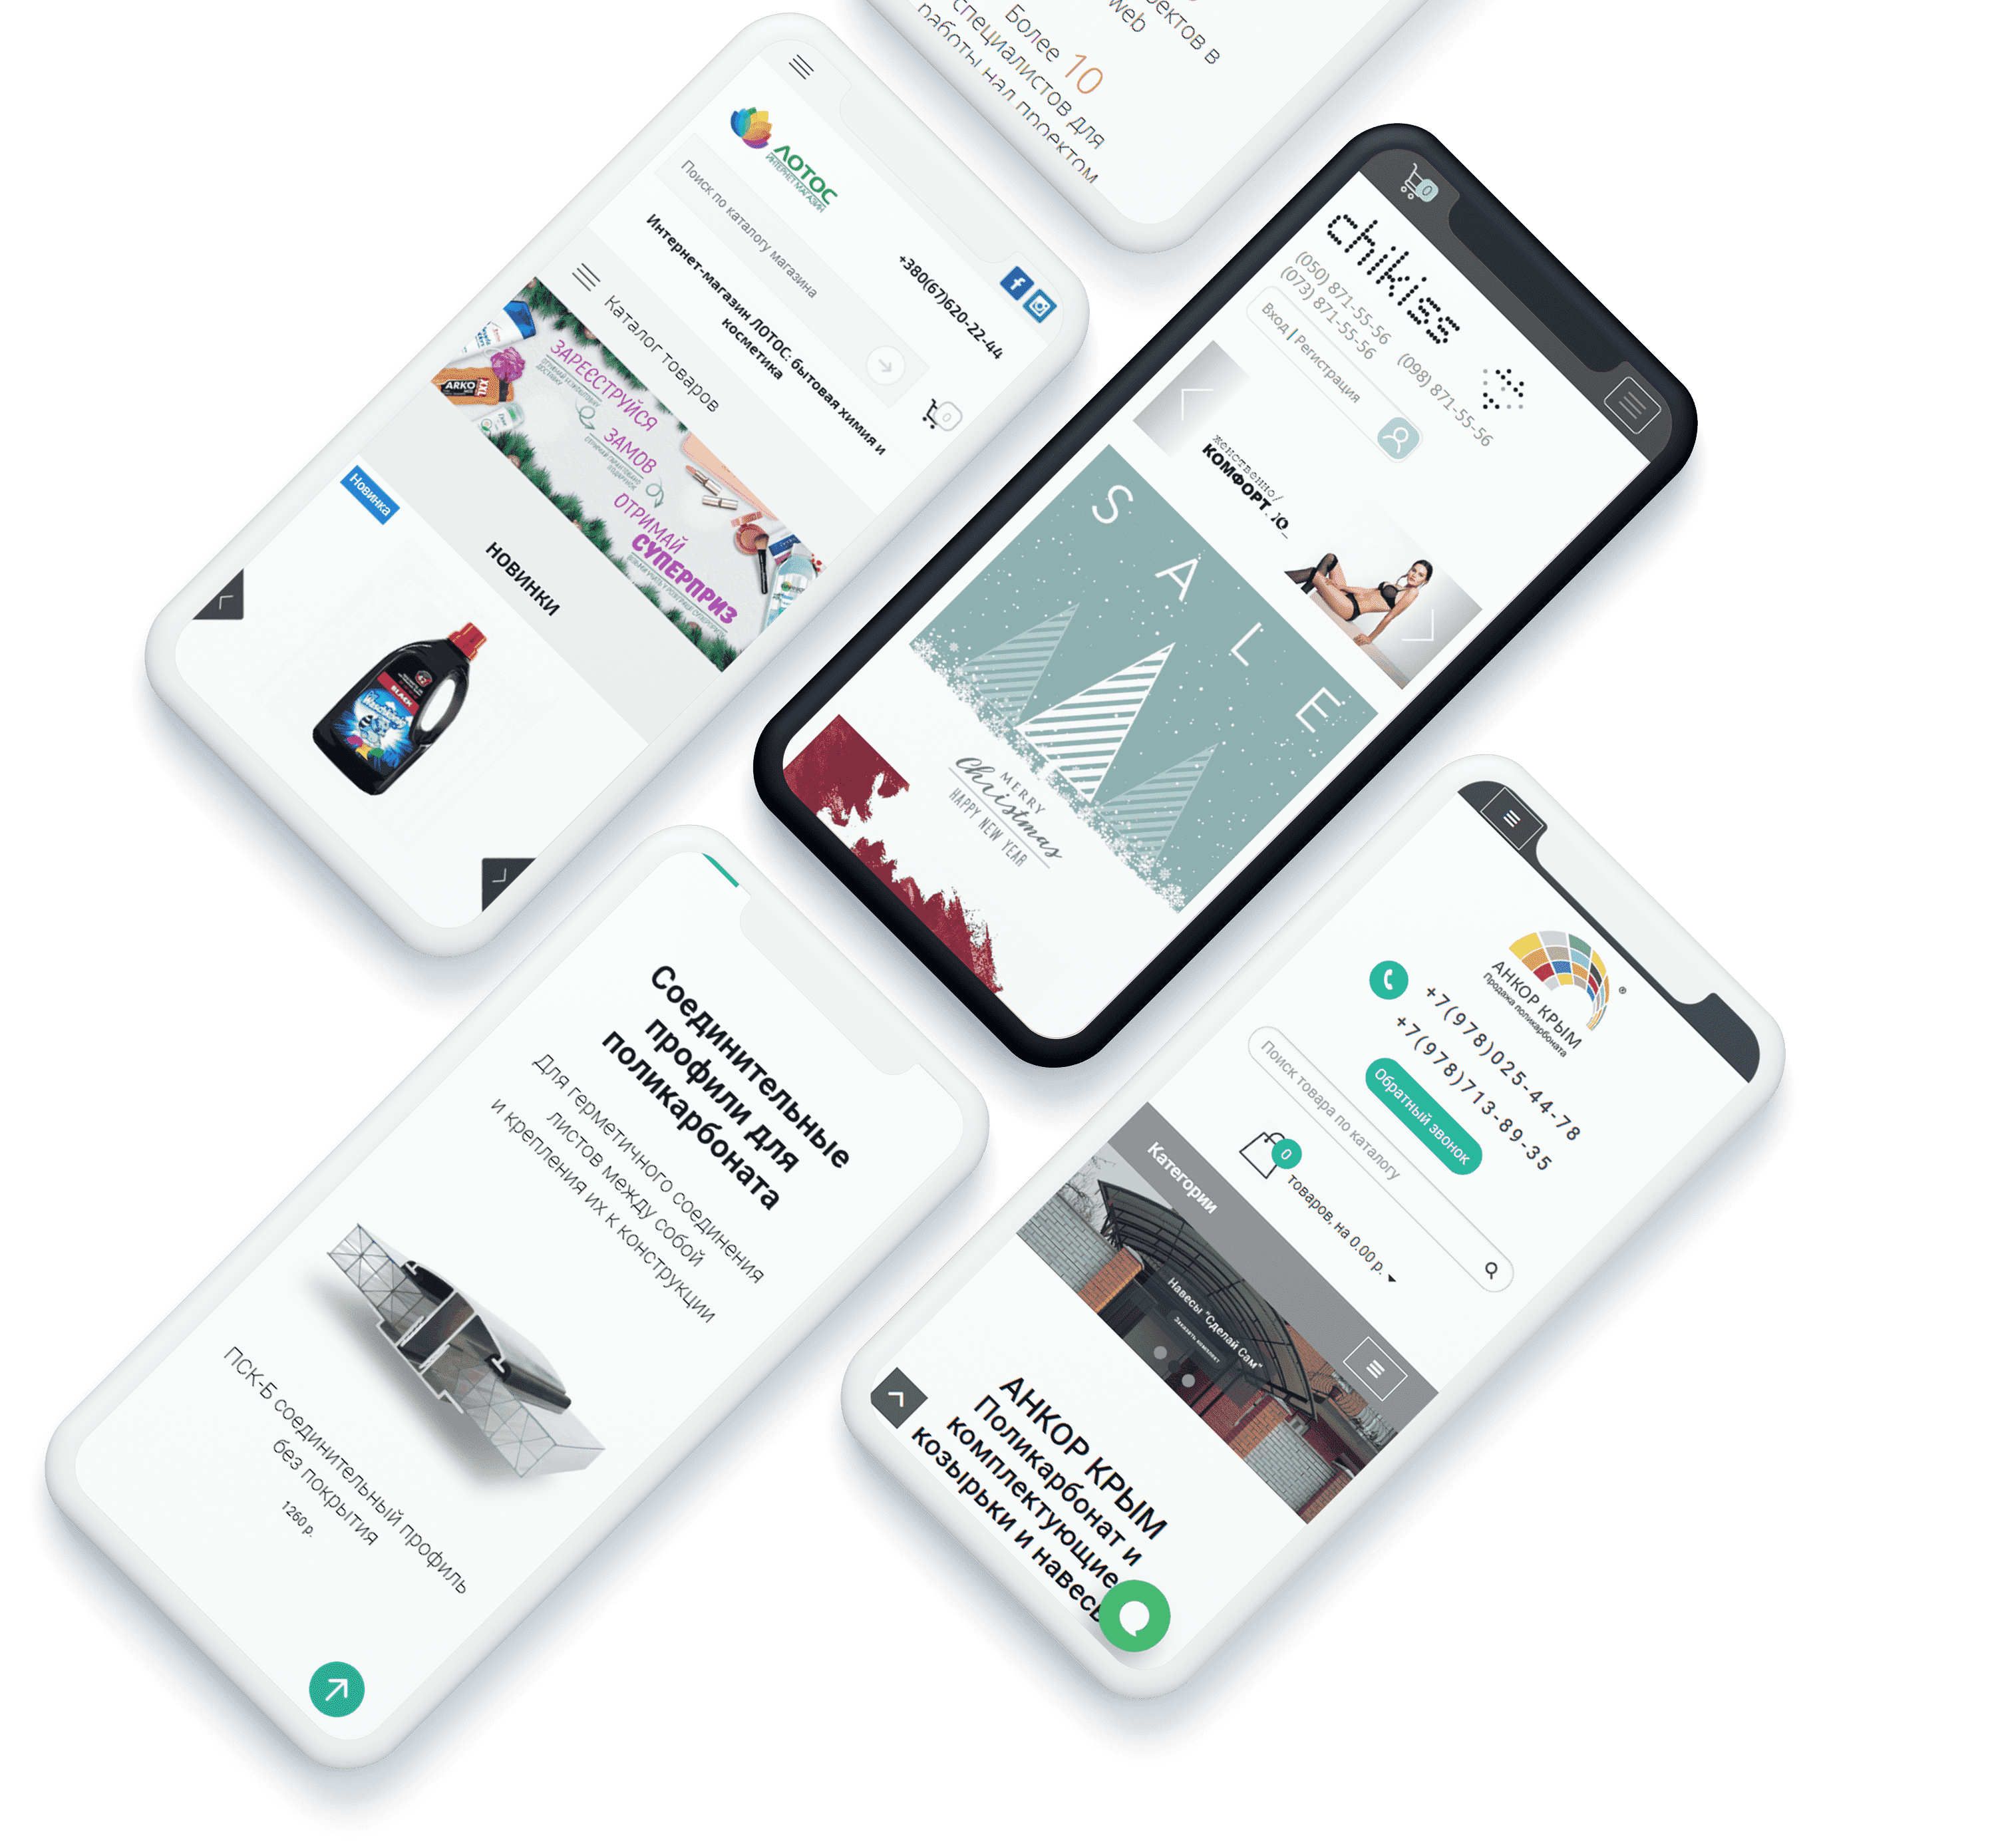 ектов в
web
Более 10
специалистов для
работы над проектом
ЛОТОС
ИНТЕРНЕТ МАГАЗИН
+380(67)620-22-44
Поиск по каталогу магазина
0
Интернет-магазин ЛОТОС: бытовая химия и
косметика
Каталог товаров
ЗАРЕЄСТРУЙСЯ
ЗАМОВ
ОТРИМАЙ
СУПЕРПРИЗ
ARKO
XXL
НОВИНКИ
Новинка
BLACK
Waschkönig
0
chikiss
(050) 871-55-56
(098) 871-55-56
(073) 871-55-56
Вход | Регистрация
женственно/
КОМФОРТ
SALE
MERRY
Christmas
HAPPY NEW YEAR
Соединительные
профили для
поликарбоната
Для герметичного соединения
листов между собой
и крепления их к конструкции
ПСК-Б соединительный профиль
без покрытия
1260 р.
АНКОР КРЫМ
Продажа поликарбоната
®
+7(978)025-44-78
+7(978)713-89-35
Обратный звонок
Поиск товара по каталогу
0
товаров, на 0.00 р.
Категории
Навесы "Сделай Сам"
Заказать комплект
АНКОР КРЫМ
Поликарбонат и
комплектующие
козырьки и навес